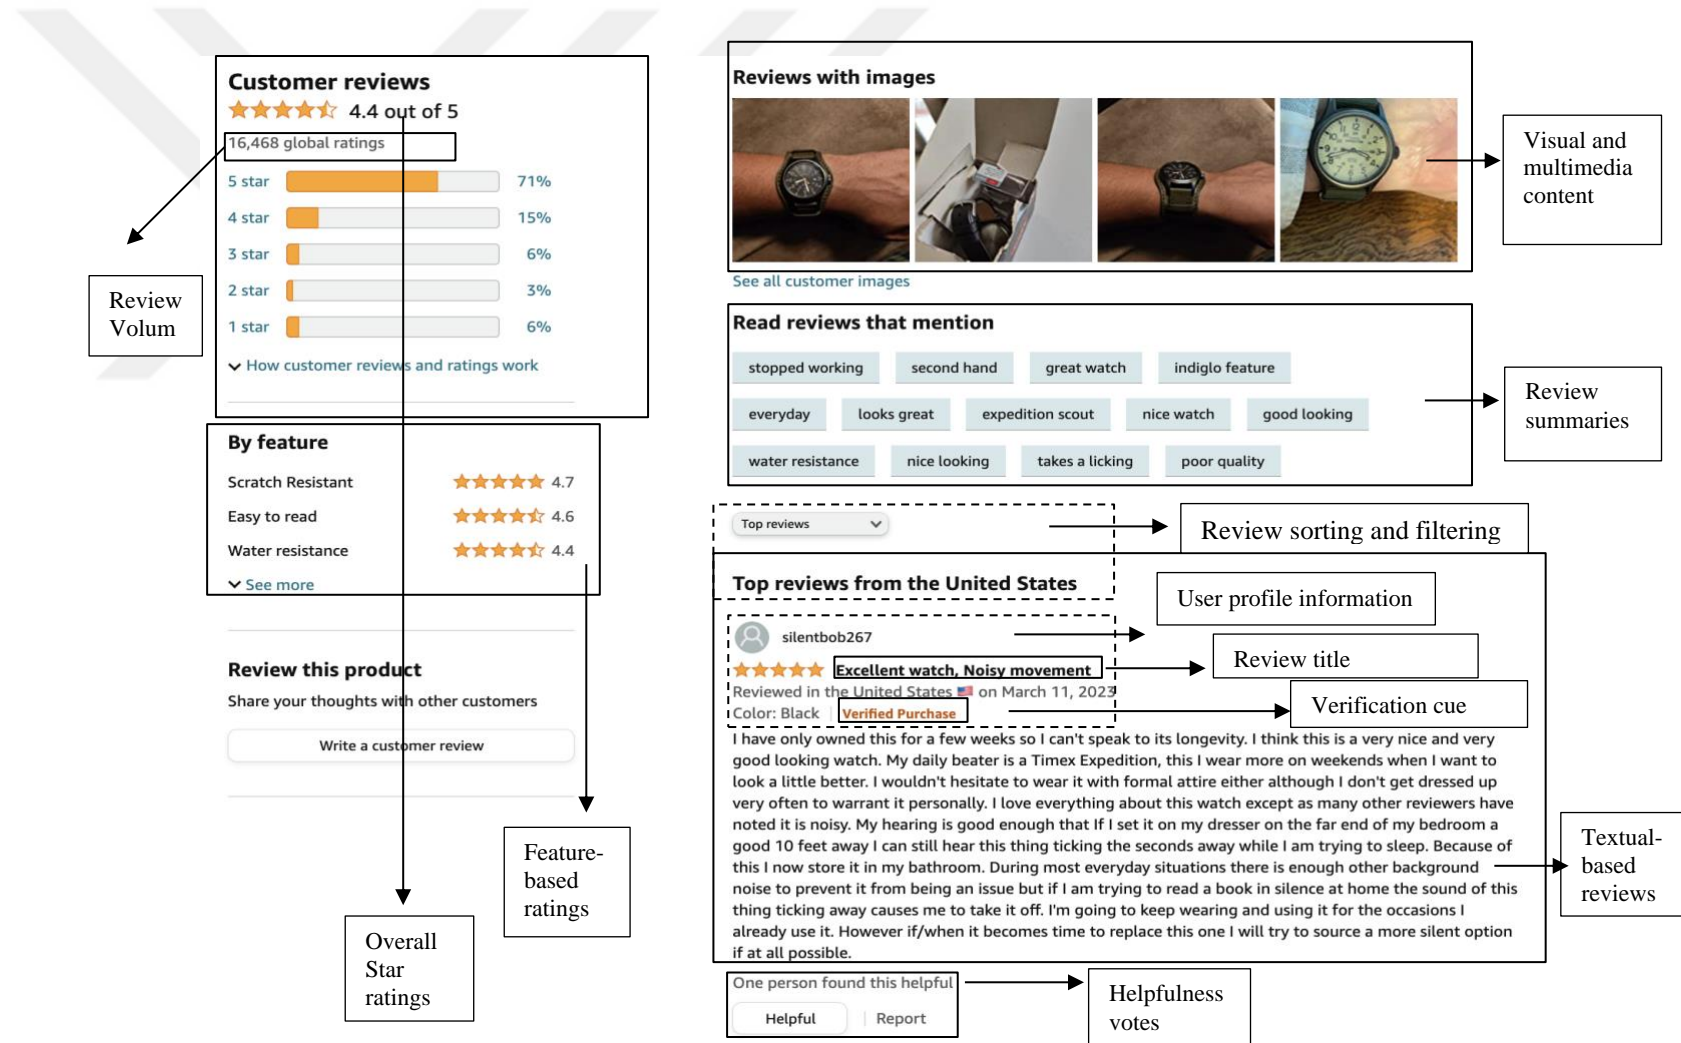 Customer reviews
4.4 out of 5
16,468 global ratings
5 star 71%
4 star 15%
3 star 6%
2 star 3%
1 star 6%
How customer reviews and ratings work
Review
Volum
By feature
Scratch Resistant 4.7
Easy to read 4.6
Water resistance 4.4
See more
Review this product
Share your thoughts with other customers
Write a customer review
Feature-
based
ratings
Overall
Star
ratings
Reviews with images
See all customer images
Visual and
multimedia
content
Read reviews that mention
stopped working second hand great watch indiglo feature
everyday looks great expedition scout nice watch good looking
water resistance nice looking takes a licking poor quality
Review
summaries
Top reviews
Review sorting and filtering
Top reviews from the United States
User profile information
silentbob267
Excellent watch, Noisy movement
Review title
Reviewed in the United States on March 11, 2023
Color: Black Verified Purchase
Verification cue
I have only owned this for a few weeks so I can't speak to its longevity. I think this is a very nice and very
good looking watch. My daily beater is a Timex Expedition, this I wear more on weekends when I want to
look a little better. I wouldn't hesitate to wear it with formal attire either although I don't get dressed up
very often to warrant it personally. I love everything about this watch except as many other reviewers have
noted it is noisy. My hearing is good enough that If I set it on my dresser on the far end of my bedroom a
good 10 feet away I can still hear this thing ticking the seconds away while I am trying to sleep. Because of
this I now store it in my bathroom. During most everyday situations there is enough other background
noise to prevent it from being an issue but if I am trying to read a book in silence at home the sound of this
thing ticking away causes me to take it off. I'm going to keep wearing and using it for the occasions I
already use it. However if/when it becomes time to replace this one I will try to source a more silent option
if at all possible.
Textual-
based
reviews
One person found this helpful
Helpful Report
Helpfulness
votes